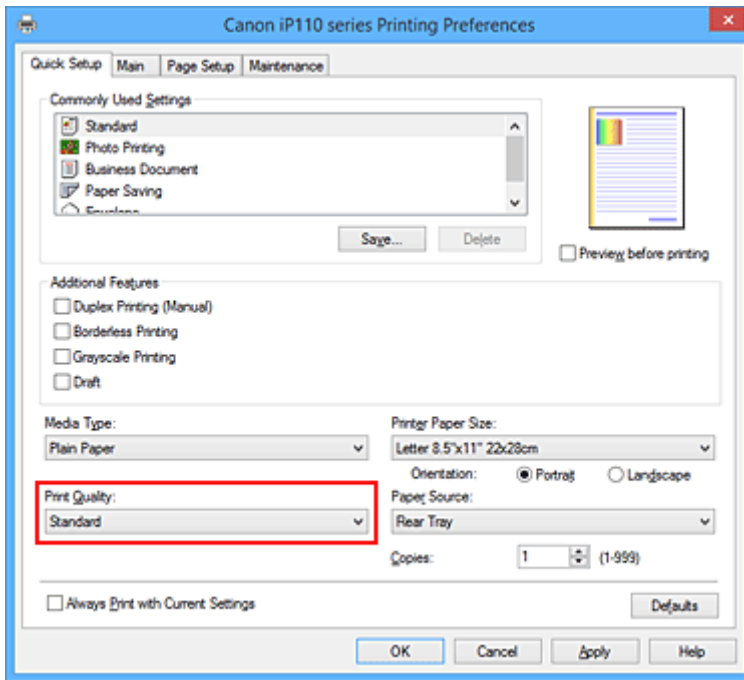 Canon iP110 series Printing Preferences
Quick Setup Main Page Setup Maintenance
Commonly Used Settings
Standard
Photo Printing
Business Document
Paper Saving
Envelope
Save... Delete
Preview before printing
Additional Features
Duplex Printing (Manual)
Borderless Printing
Grayscale Printing
Draft
Media Type: Printer Paper Size:
Plain Paper Letter 8.5"x11" 22x28cm
Orientation: Portrait Landscape
Print Quality: Paper Source:
Standard Rear Tray
Copies: 1 (1-999)
Always Print with Current Settings Defaults
OK Cancel Apply Help